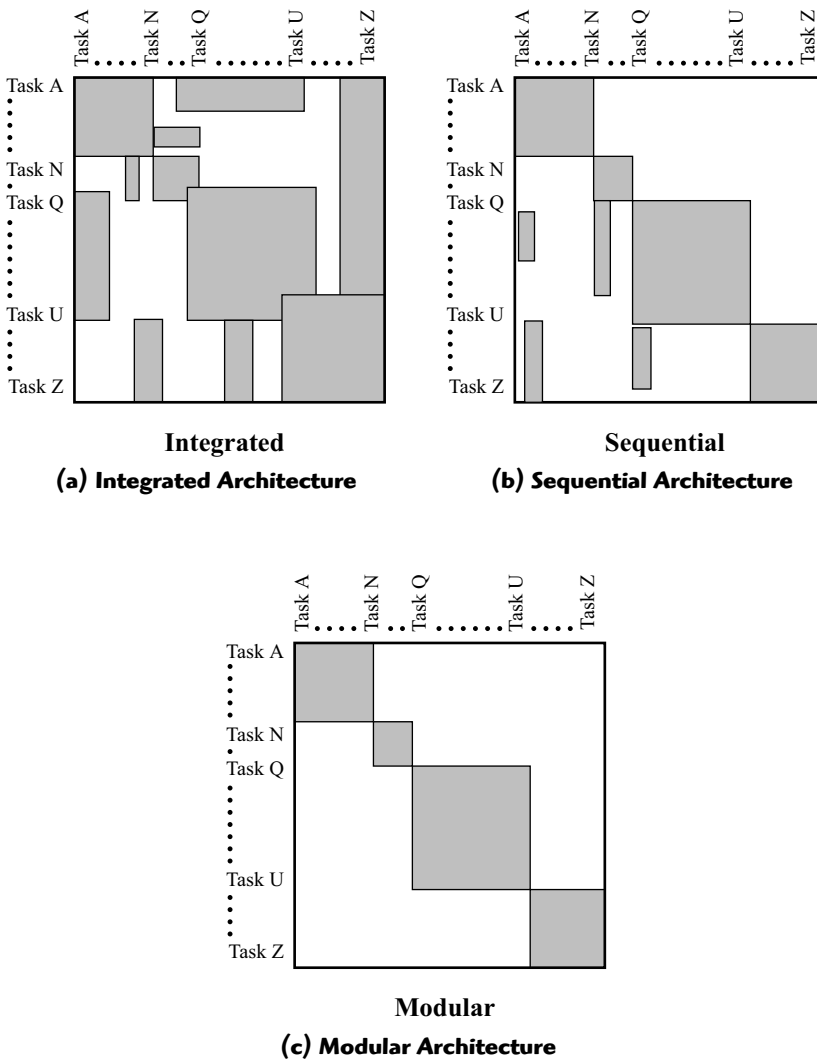 Task A Task N Task Q Task U Task Z
Task A
Task N
Task Q
Task U
Task Z
Integrated
(a) Integrated Architecture
Task A Task N Task Q Task U Task Z
Task A
Task N
Task Q
Task U
Task Z
Sequential
(b) Sequential Architecture
Task A Task N Task Q Task U Task Z
Task A
Task N
Task Q
Task U
Task Z
Modular
(c) Modular Architecture